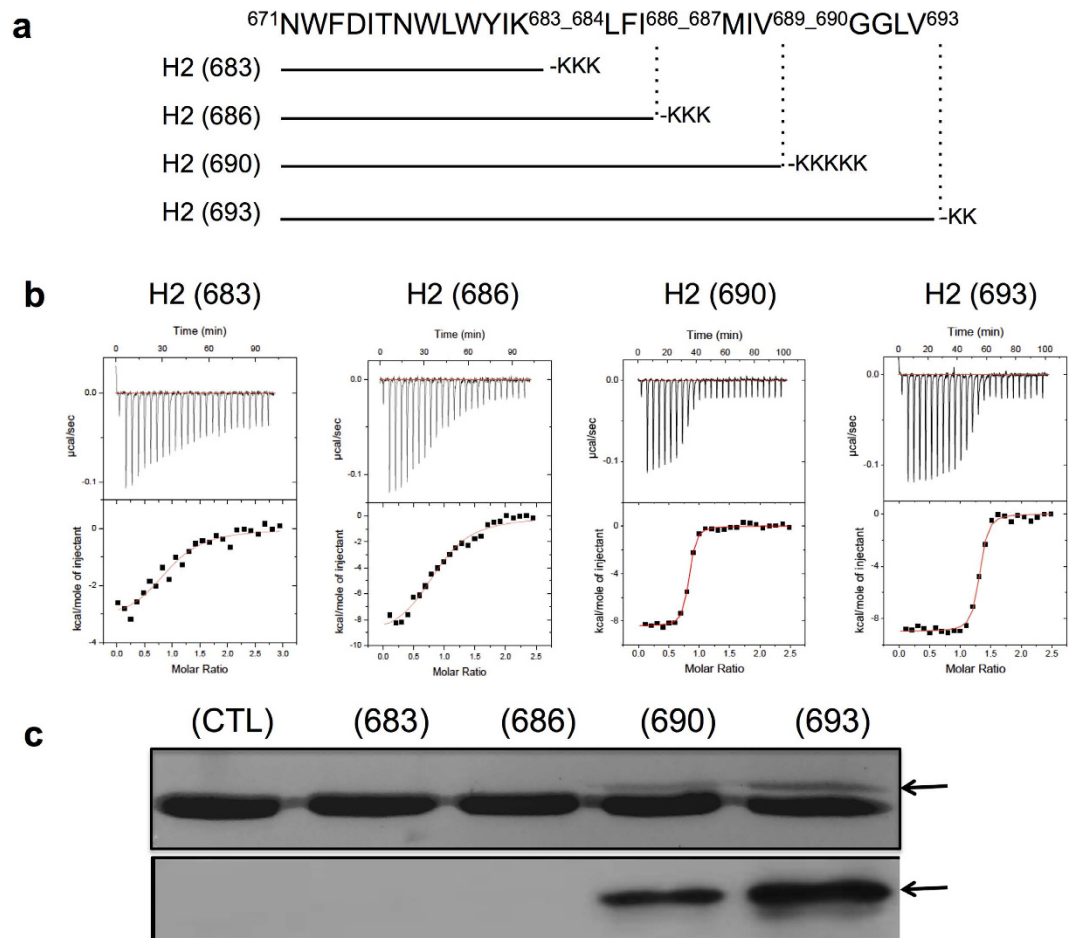 a
671NWFDITNWLWYIK683_684LFI686_687MIV689_690GGLV693
H2 (683) -KKK
H2 (686) -KKK
H2 (690) -KKKKK
H2 (693) -KK
b
H2 (683) H2 (686) H2 (690) H2 (693)
Time (min) Time (min) Time (min) Time (min)
0 30 60 90 0 30 60 90 0 20 40 60 80 100 0 20 40 60 80 100
0.0 0.0 0.0 0.0
µcal/sec µcal/sec µcal/sec µcal/sec
-0.1 -0.1 -0.1 -0.1
0 0 0 0
-2 -2 -4 -4
-4 -4 -8 -8
-6
-8
-10
kcal/mole of injectant kcal/mole of injectant kcal/mole of injectant kcal/mole of injectant
0.0 0.5 1.0 1.5 2.0 2.5 3.0 0.0 0.5 1.0 1.5 2.0 2.5 0.0 0.5 1.0 1.5 2.0 2.5 0.0 0.5 1.0 1.5 2.0 2.5
Molar Ratio Molar Ratio Molar Ratio Molar Ratio
c
(CTL) (683) (686) (690) (693)